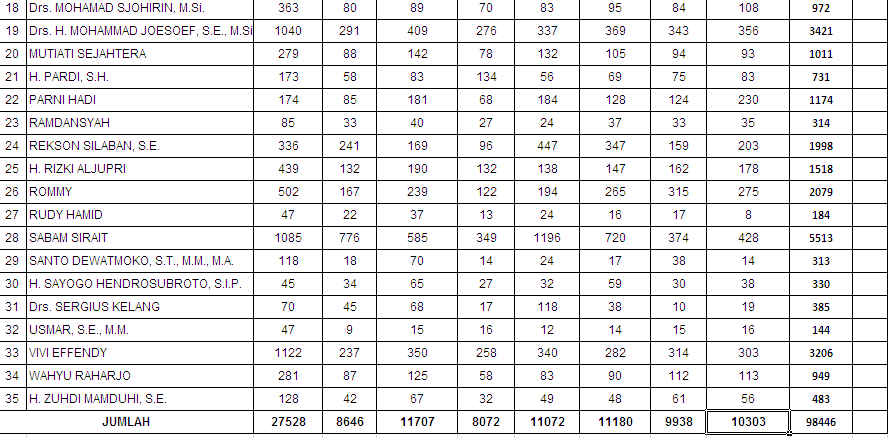 18 Drs. MOHAMAD SJOHIRIN, M.Si. 363 80 89 70 83 95 84 108 972
19 Drs. H. MOHAMMAD JOESOEF, S.E., M.Si 1040 291 409 276 337 369 343 356 3421
20 MUTIATI SEJAHTERA 279 88 142 78 132 105 94 93 1011
21 H. PARDI, S.H. 173 58 83 134 56 69 75 83 731
22 PARNI HADI 174 85 181 68 184 128 124 230 1174
23 RAMDANSYAH 85 33 40 27 24 37 33 35 314
24 REKSON SILABAN, S.E. 336 241 169 96 447 347 159 203 1998
25 H. RIZKI ALJUPRI 439 132 190 132 138 147 162 178 1518
26 ROMMY 502 167 239 122 194 265 315 275 2079
27 RUDY HAMID 47 22 37 13 24 16 17 8 184
28 SABAM SIRAIT 1085 776 585 349 1196 720 374 428 5513
29 SANTO DEWATMOKO, S.T., M.M., M.A. 118 18 70 14 24 17 38 14 313
30 H. SAYOGO HENDROSUBROTO, S.I.P. 45 34 65 27 32 59 30 38 330
31 Drs. SERGIUS KELANG 70 45 68 17 118 38 10 19 385
32 USMAR, S.E., M.M. 47 9 15 16 12 14 15 16 144
33 VIVI EFFENDY 1122 237 350 258 340 282 314 303 3206
34 WAHYU RAHARJO 281 87 125 58 83 90 112 113 949
35 H. ZUHDI MAMDUHI, S.E. 128 42 67 32 49 48 61 56 483
JUMLAH 27528 8646 11707 8072 11072 11180 9938 10303 98446